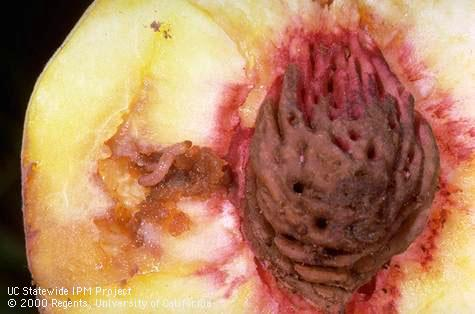 UC Statewide IPM Project
© 2000 Regents, University of California